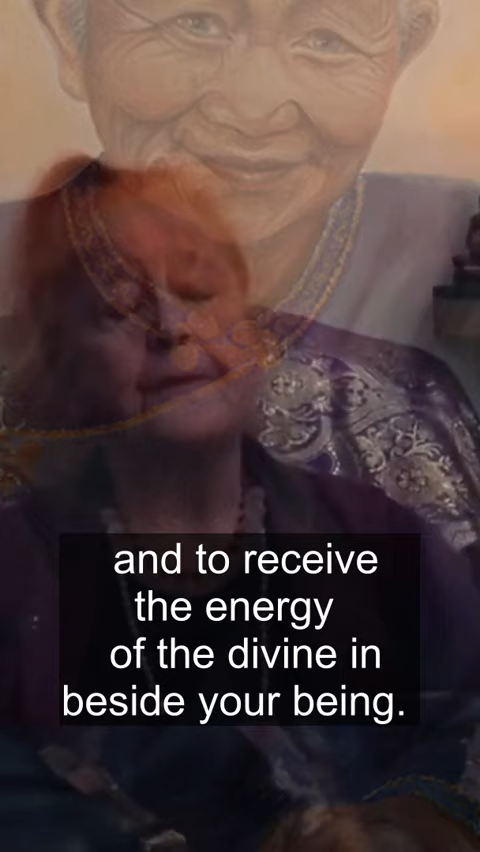 and to receive
the energy
of the divine in
beside your being.